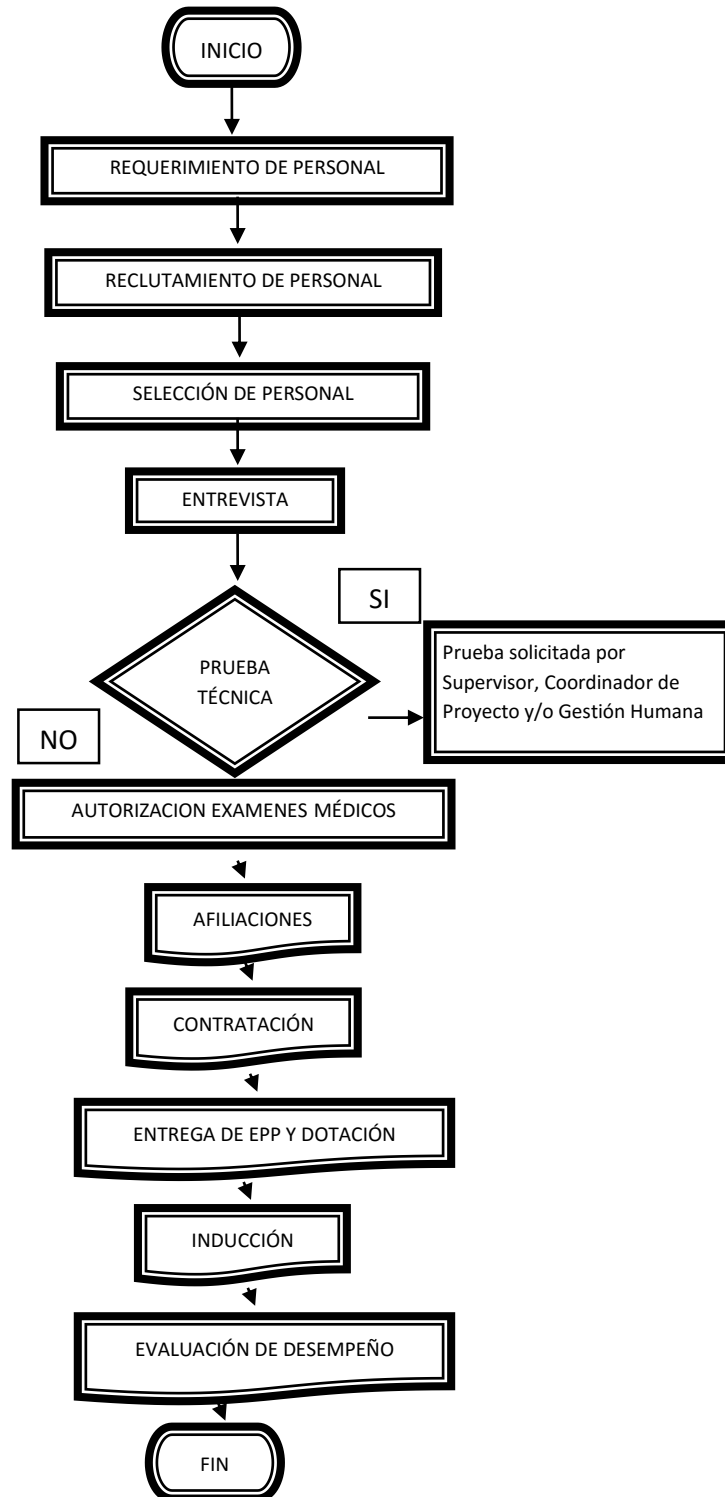 INICIO
REQUERIMIENTO DE PERSONAL
RECLUTAMIENTO DE PERSONAL
SELECCIÓN DE PERSONAL
ENTREVISTA
SI
PRUEBA
TÉCNICA
Prueba solicitada por
Supervisor, Coordinador de
Proyecto y/o Gestión Humana
NO
AUTORIZACION EXAMENES MÉDICOS
AFILIACIONES
CONTRATACIÓN
ENTREGA DE EPP Y DOTACIÓN
INDUCCIÓN
EVALUACIÓN DE DESEMPEÑO
FIN